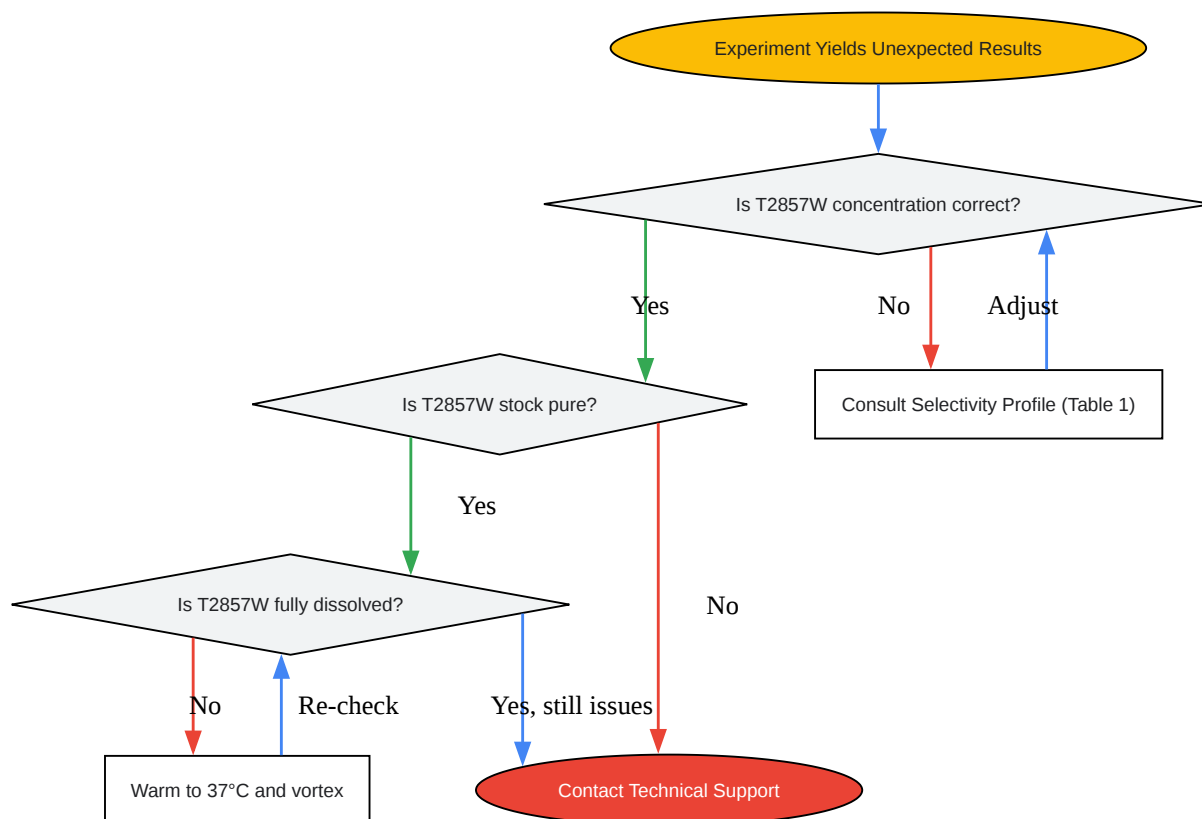 Experiment Yields Unexpected Results
Is T2857W concentration correct?
Yes
No
Adjust
Is T2857W stock pure?
Consult Selectivity Profile (Table 1)
Yes
Is T2857W fully dissolved?
No
No
Re-check
Yes, still issues
Warm to 37°C and vortex
Contact Technical Support